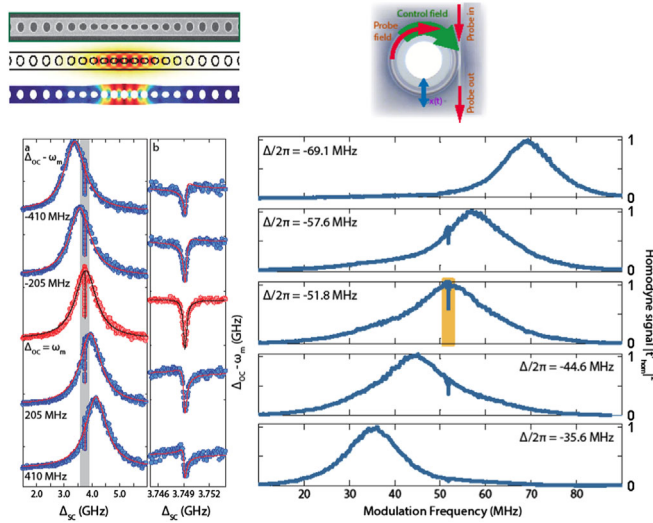 Control field
Probe in
Probe
field
x(t)
Probe out
a
b
Δ_OC - ω_m
-410 MHz
-205 MHz
Δ_OC = ω_m
205 MHz
410 MHz
2.0 3.0 4.0 5.0
Δ_SC (GHz)
3.746 3.749 3.752
Δ_SC (GHz)
Δ_OC - ω_m (GHz)
Δ/2π = -69.1 MHz
1
0
Δ/2π = -57.6 MHz
1
0
Δ/2π = -51.8 MHz
1
0
Δ/2π = -44.6 MHz
1
0
Δ/2π = -35.6 MHz
1
0
10 20 30 40 50 60 70 80
Modulation Frequency (MHz)
Homodyne signal